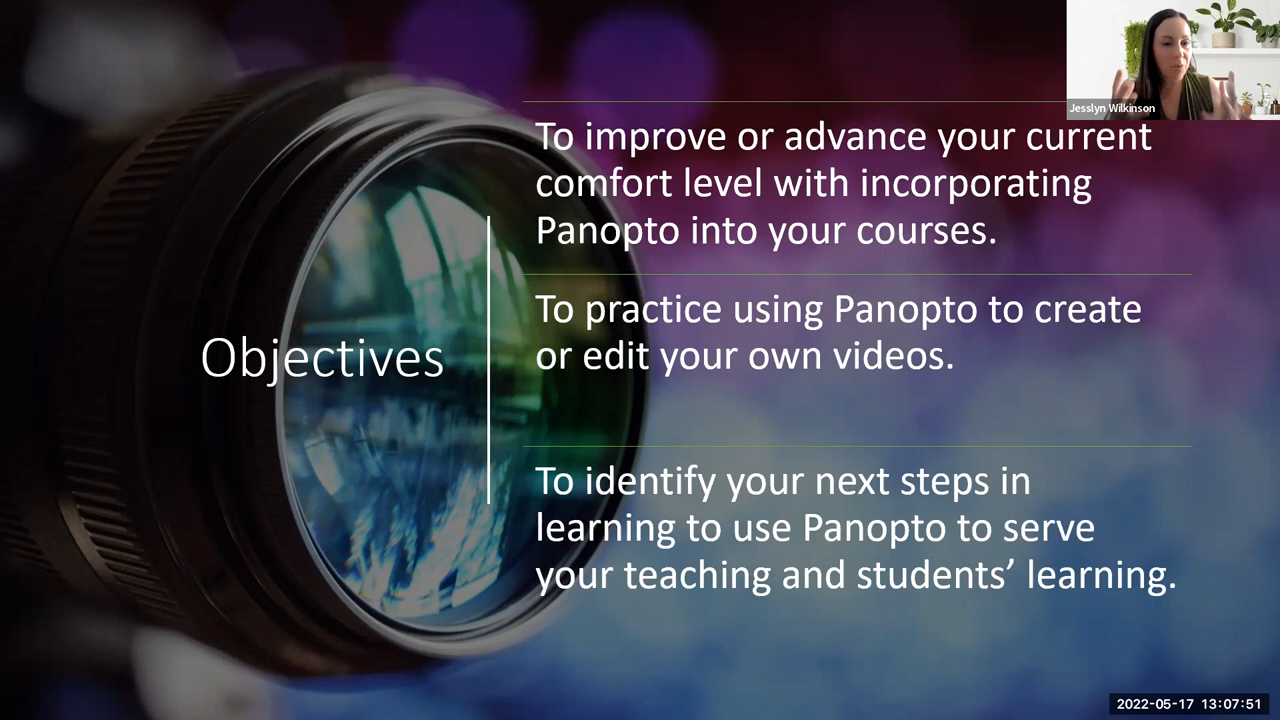 Jesslyn Wilkinson
To improve or advance your current
comfort level with incorporating
Panopto into your courses.
To practice using Panopto to create
or edit your own videos.
Objectives
To identify your next steps in
learning to use Panopto to serve
your teaching and students’ learning.
2022-05-17 13:07:51